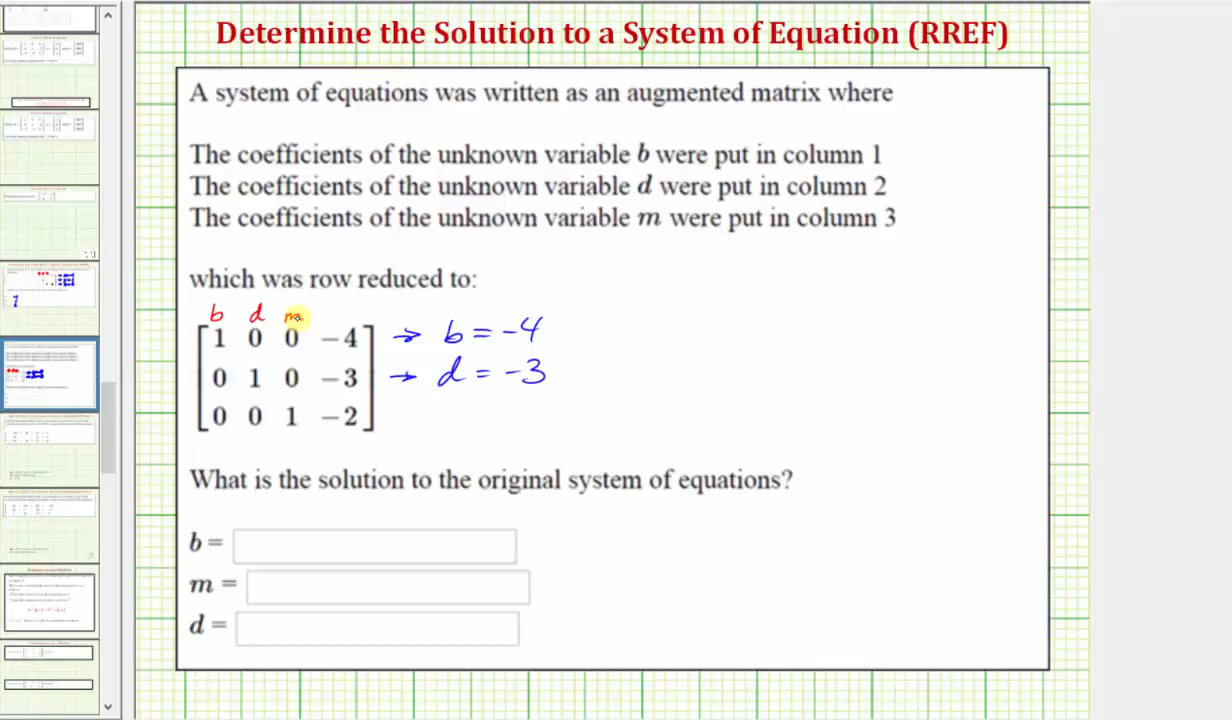 Determine the Solution to a System of Equation (RREF)
A system of equations was written as an augmented matrix where
The coefficients of the unknown variable b were put in column 1
The coefficients of the unknown variable d were put in column 2
The coefficients of the unknown variable m were put in column 3
which was row reduced to:
b d m
1 0 0 −4 → b = −4
0 1 0 −3 → d = −3
0 0 1 −2
What is the solution to the original system of equations?
b =
m =
d =